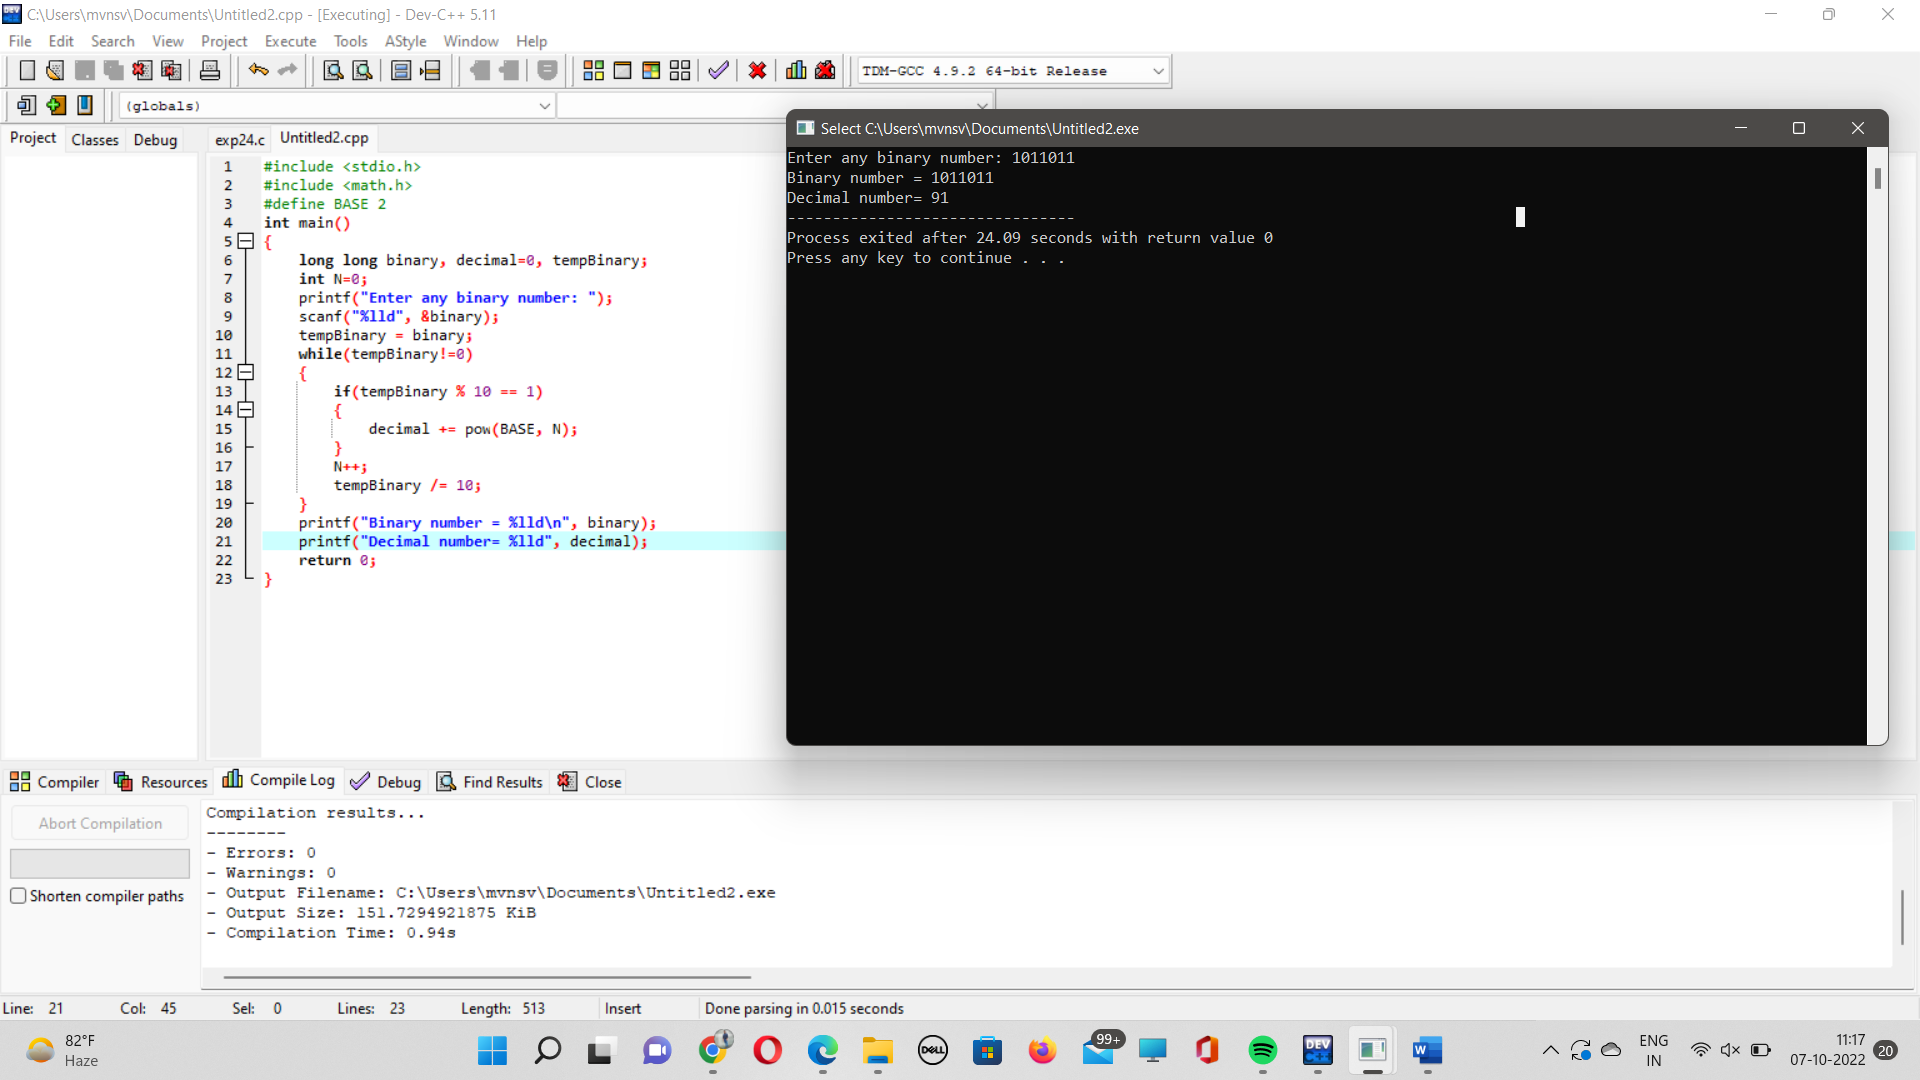 C:\Users\mvnsv\Documents\Untitled2.cpp - [Executing] - Dev-C++ 5.11
File Edit Search View Project Execute Tools AStyle Window Help
TDM-GCC 4.9.2 64-bit Release
(globals)
Project Classes Debug
exp24.c Untitled2.cpp
1 #include <stdio.h>
2 #include <math.h>
3 #define BASE 2
4 int main()
5 {
6 long long binary, decimal=0, tempBinary;
7 int N=0;
8 printf("Enter any binary number: ");
9 scanf("%lld", &binary);
10 tempBinary = binary;
11 while(tempBinary!=0)
12 {
13 if(tempBinary % 10 == 1)
14 {
15 decimal += pow(BASE, N);
16 }
17 N++;
18 tempBinary /= 10;
19 }
20 printf("Binary number = %lld\n", binary);
21 printf("Decimal number= %lld", decimal);
22 return 0;
23 }
Select C:\Users\mvnsv\Documents\Untitled2.exe
Enter any binary number: 1011011
Binary number = 1011011
Decimal number= 91
--------------------------------
Process exited after 24.09 seconds with return value 0
Press any key to continue . . .
Compiler Resources Compile Log Debug Find Results Close
Abort Compilation
Shorten compiler paths
Compilation results...
--------
- Errors: 0
- Warnings: 0
- Output Filename: C:\Users\mvnsv\Documents\Untitled2.exe
- Output Size: 151.7294921875 KiB
- Compilation Time: 0.94s
Line: 21 Col: 45 Sel: 0 Lines: 23 Length: 513 Insert Done parsing in 0.015 seconds
82°F
Haze
DELL
99+
DEV
C++
W
ENG
IN
11:17
07-10-2022
20